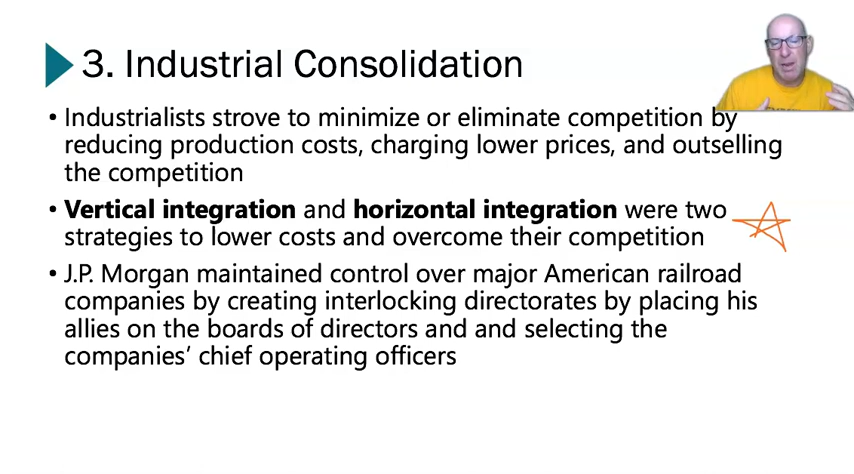 3. Industrial Consolidation
• Industrialists strove to minimize or eliminate competition by
reducing production costs, charging lower prices, and outselling
the competition
• Vertical integration and horizontal integration were two
strategies to lower costs and overcome their competition
• J.P. Morgan maintained control over major American railroad
companies by creating interlocking directorates by placing his
allies on the boards of directors and and selecting the
companies’ chief operating officers